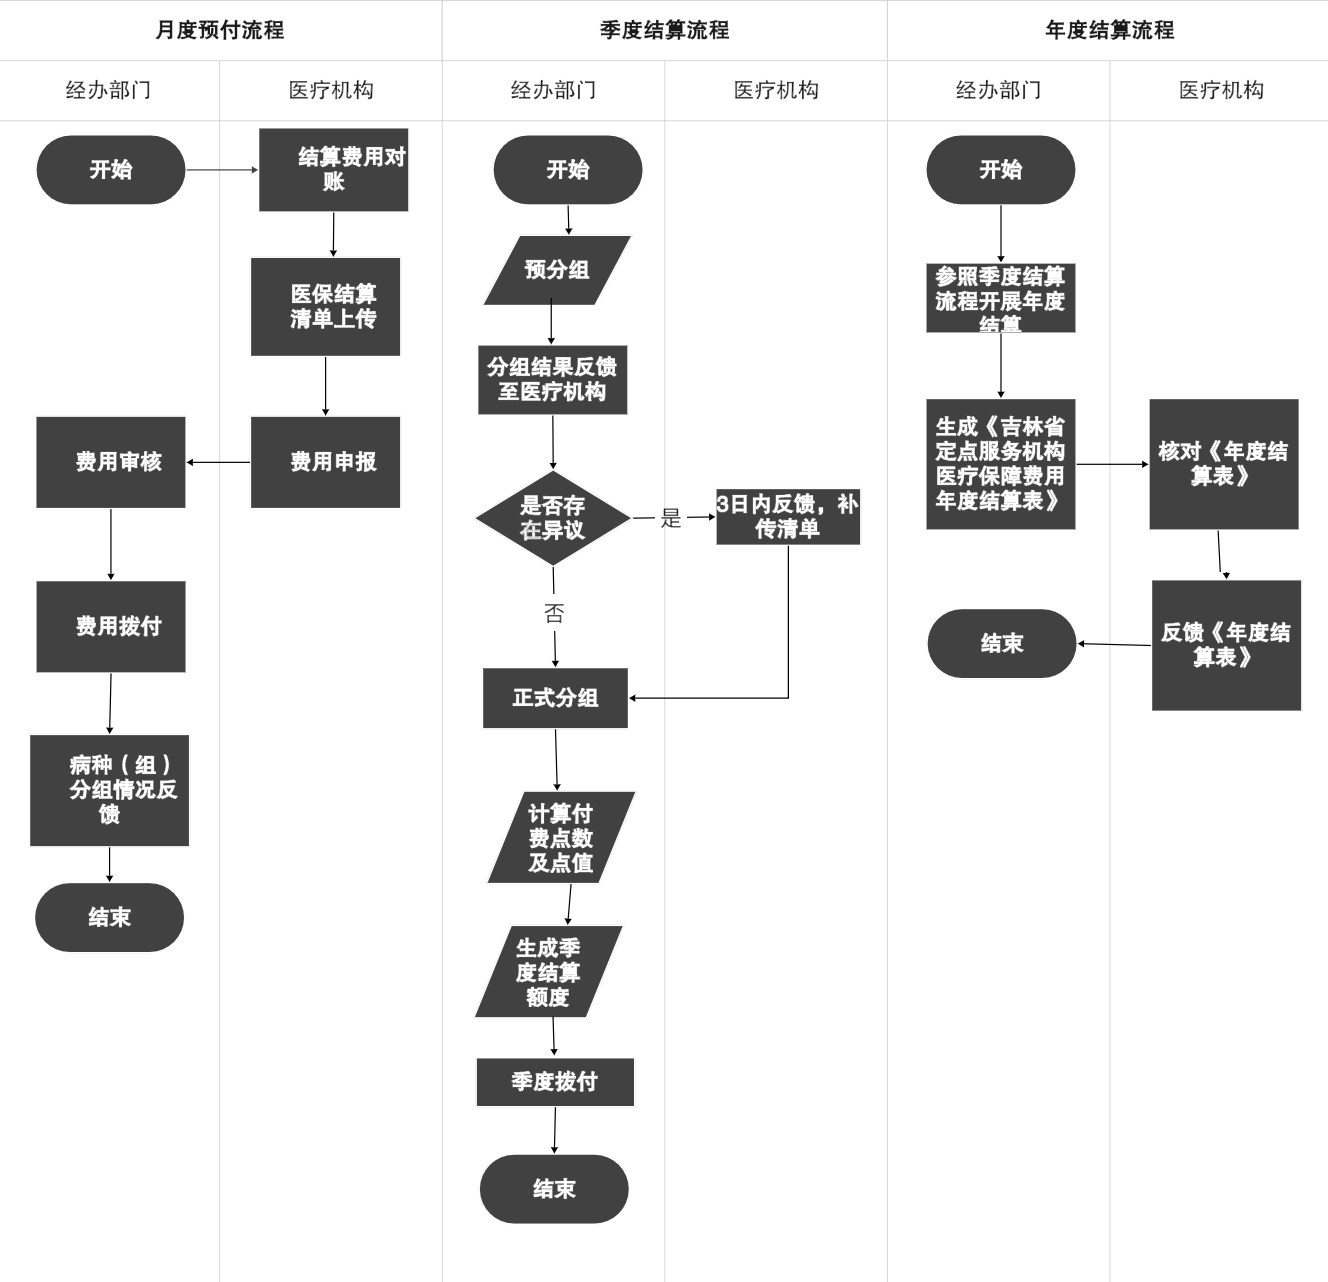 月度预付流程
季度结算流程
年度结算流程
经办部门
医疗机构
经办部门
医疗机构
经办部门
医疗机构
开始
结算费用对
账
医保结算
清单上传
费用申报
费用审核
费用拨付
病种（组）
分组情况反
馈
结束
开始
预分组
分组结果反馈
至医疗机构
是否存
在异议
是
3日内反馈，补
传清单
否
正式分组
计算付
费点数
及点值
生成季
度结算
额度
季度拨付
结束
开始
参照季度结算
流程开展年度
结算
生成《吉林省
定点服务机构
医疗保障费用
年度结算表》
核对《年度结
算表》
反馈《年度结
算表》
结束